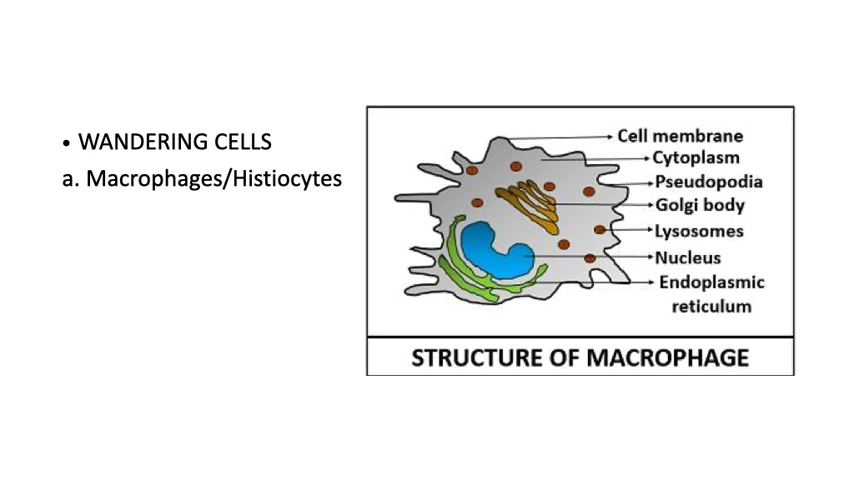 • WANDERING CELLS
a. Macrophages/Histiocytes
Cell membrane
Cytoplasm
Pseudopodia
Golgi body
Lysosomes
Nucleus
Endoplasmic
reticulum
STRUCTURE OF MACROPHAGE